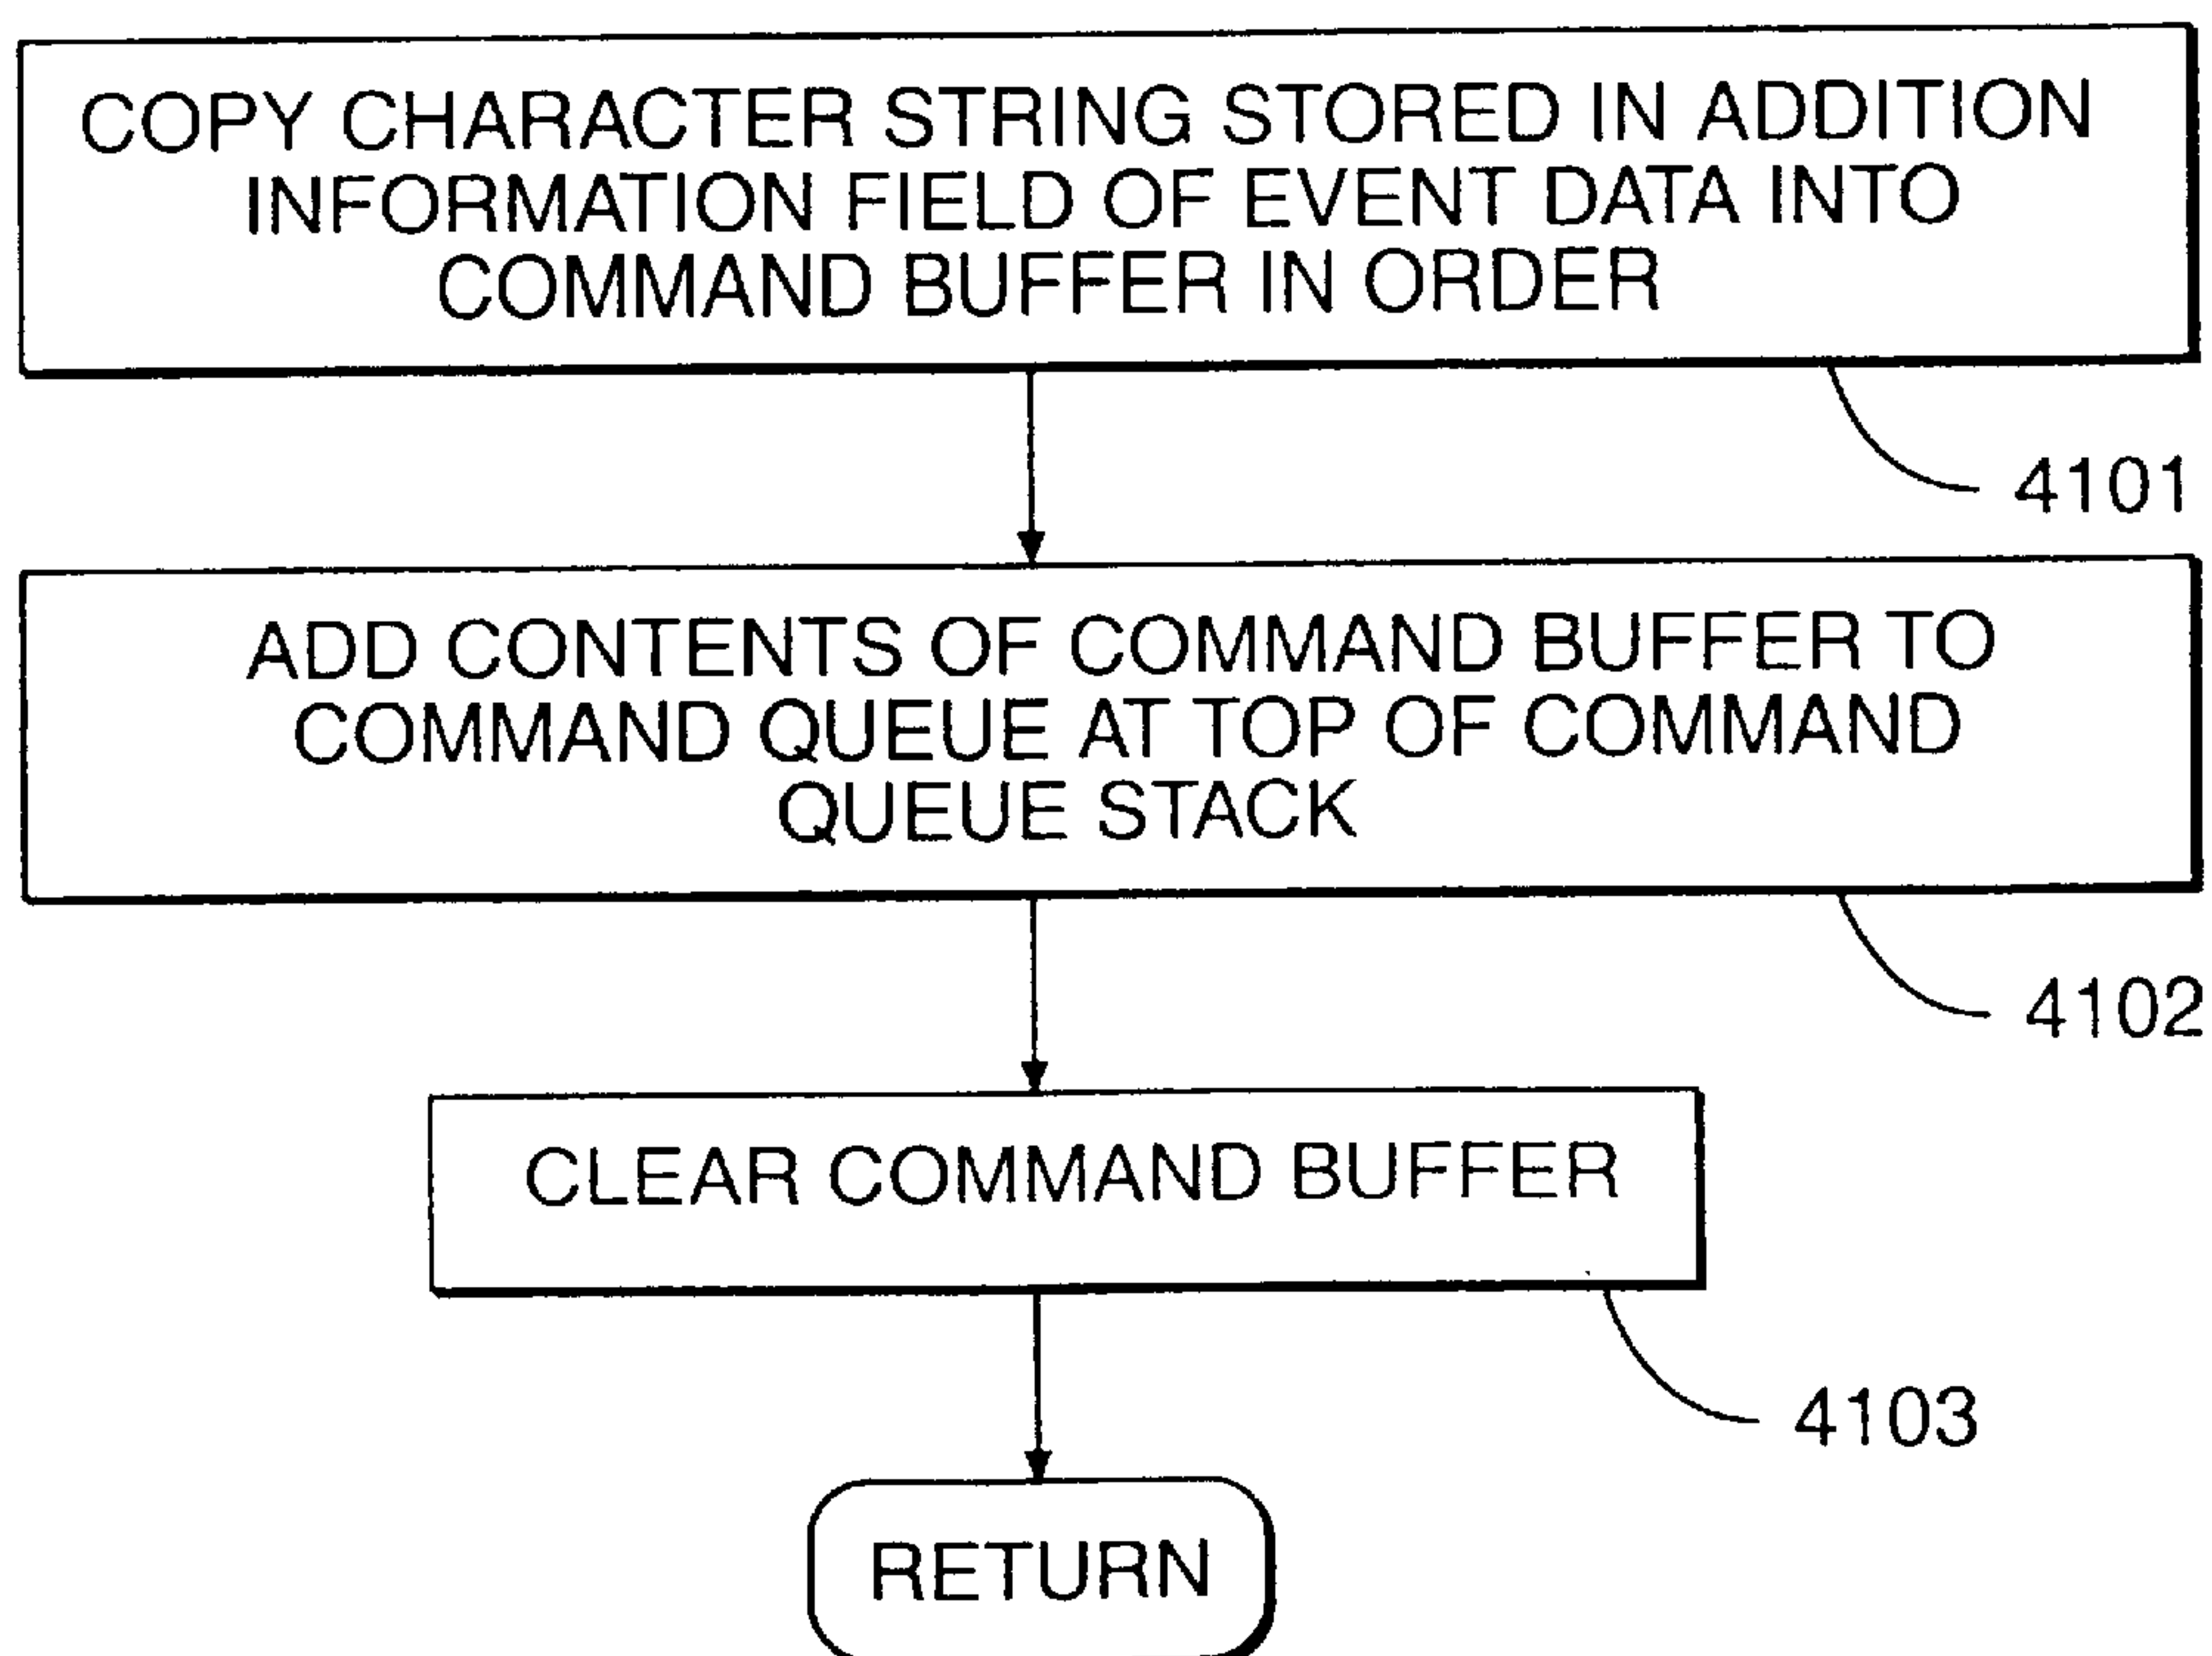 COPY CHARACTER STRING STORED IN ADDITION
INFORMATION FIELD OF EVENT DATA INTO
COMMAND BUFFER IN ORDER
4101
ADD CONTENTS OF COMMAND BUFFER TO
COMMAND QUEUE AT TOP OF COMMAND
QUEUE STACK
4102
CLEAR COMMAND BUFFER
4103
RETURN